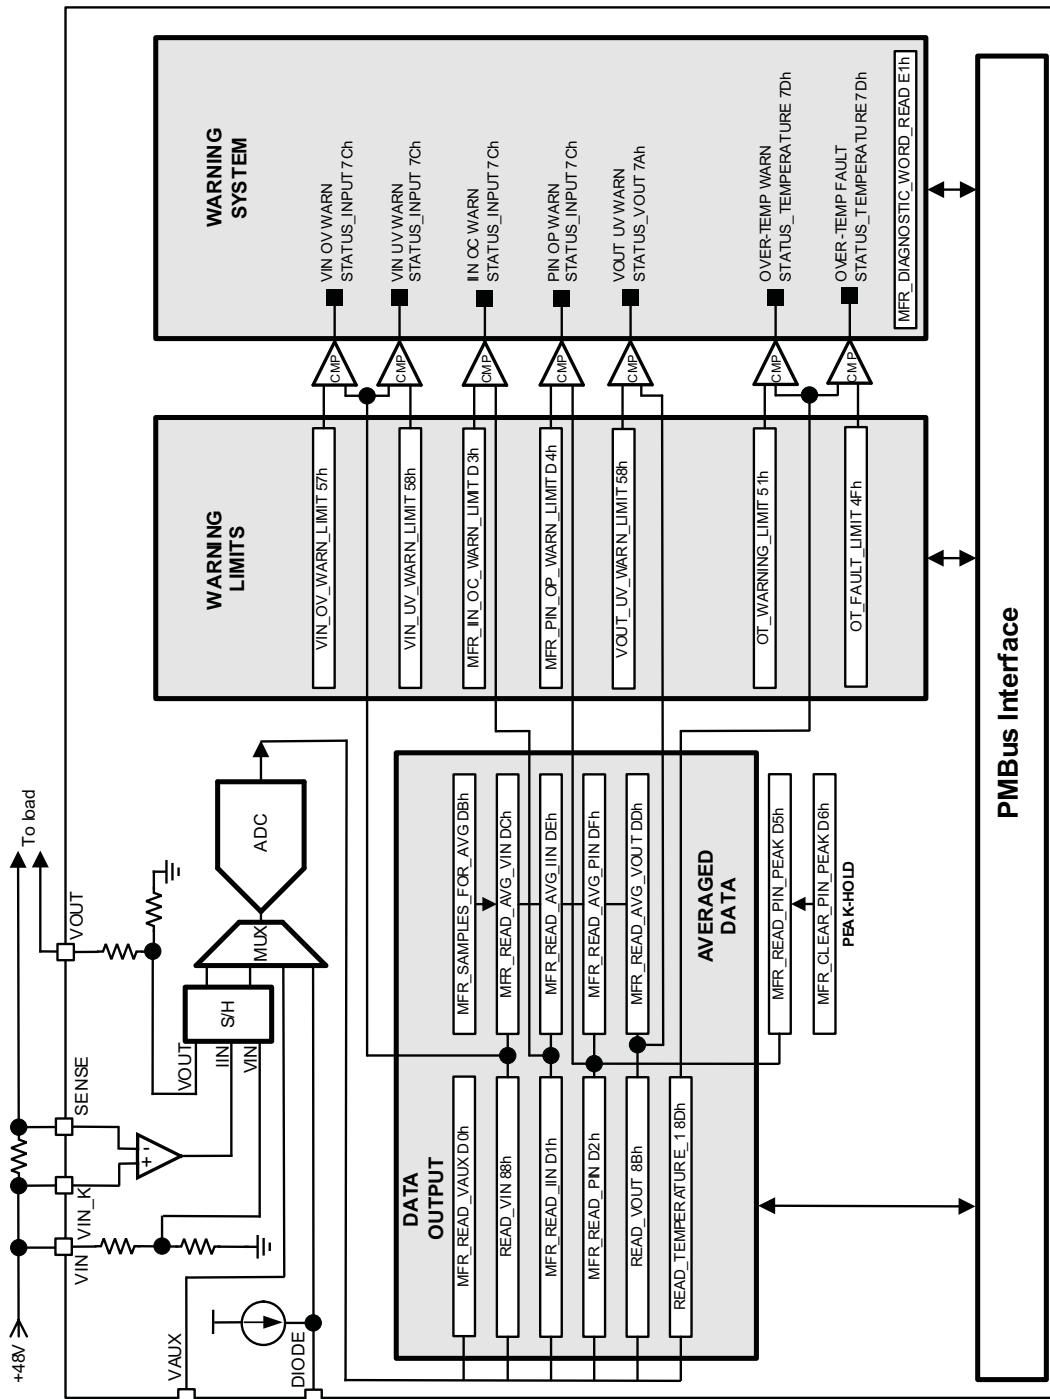 +48V
To load
VIN
VIN_K
SENSE
VOUT
VAUX
DIODE
+
-
VOUT
IIN
VIN
S/H
MUX
ADC
DATA
OUTPUT
MFR_READ_VAUX D0h
READ_VIN 88h
MFR_READ_IIN D1h
MFR_READ_PIN D2h
READ_VOUT 8Bh
READ_TEMPERATURE_1 8Dh
MFR_SAMPLES_FOR_AVG DBh
MFR_READ_AVG_VIN DCh
MFR_READ_AVG_IIN DEh
MFR_READ_AVG_PIN DFh
MFR_READ_AVG_VOUT DDh
AVERAGED
DATA
MFR_READ_PIN_PEAK D5h
MFR_CLEAR_PIN_PEAK D6h
PEAK-HOLD
WARNING
LIMITS
VIN_OV_WARN_LIMIT 57h
VIN_UV_WARN_LIMIT 58h
MFR_IIN_OC_WARN_LIMIT D3h
MFR_PIN_OP_WARN_LIMIT D4h
VOUT_UV_WARN_LIMIT 58h
OT_WARNING_LIMIT 51h
OT_FAULT_LIMIT 4Fh
CMP
CMP
CMP
CMP
CMP
CMP
CMP
WARNING
SYSTEM
VIN OV WARN
STATUS_INPUT 7Ch
VIN UV WARN
STATUS_INPUT 7Ch
IIN OC WARN
STATUS_INPUT 7Ch
PIN OP WARN
STATUS_INPUT 7Ch
VOUT UV WARN
STATUS_VOUT 7Ah
OVER-TEMP WARN
STATUS_TEMPERATURE 7Dh
OVER-TEMP FAULT
STATUS_TEMPERATURE 7Dh
MFR_DIAGNOSTIC_WORD_READ E1h
PMBus Interface